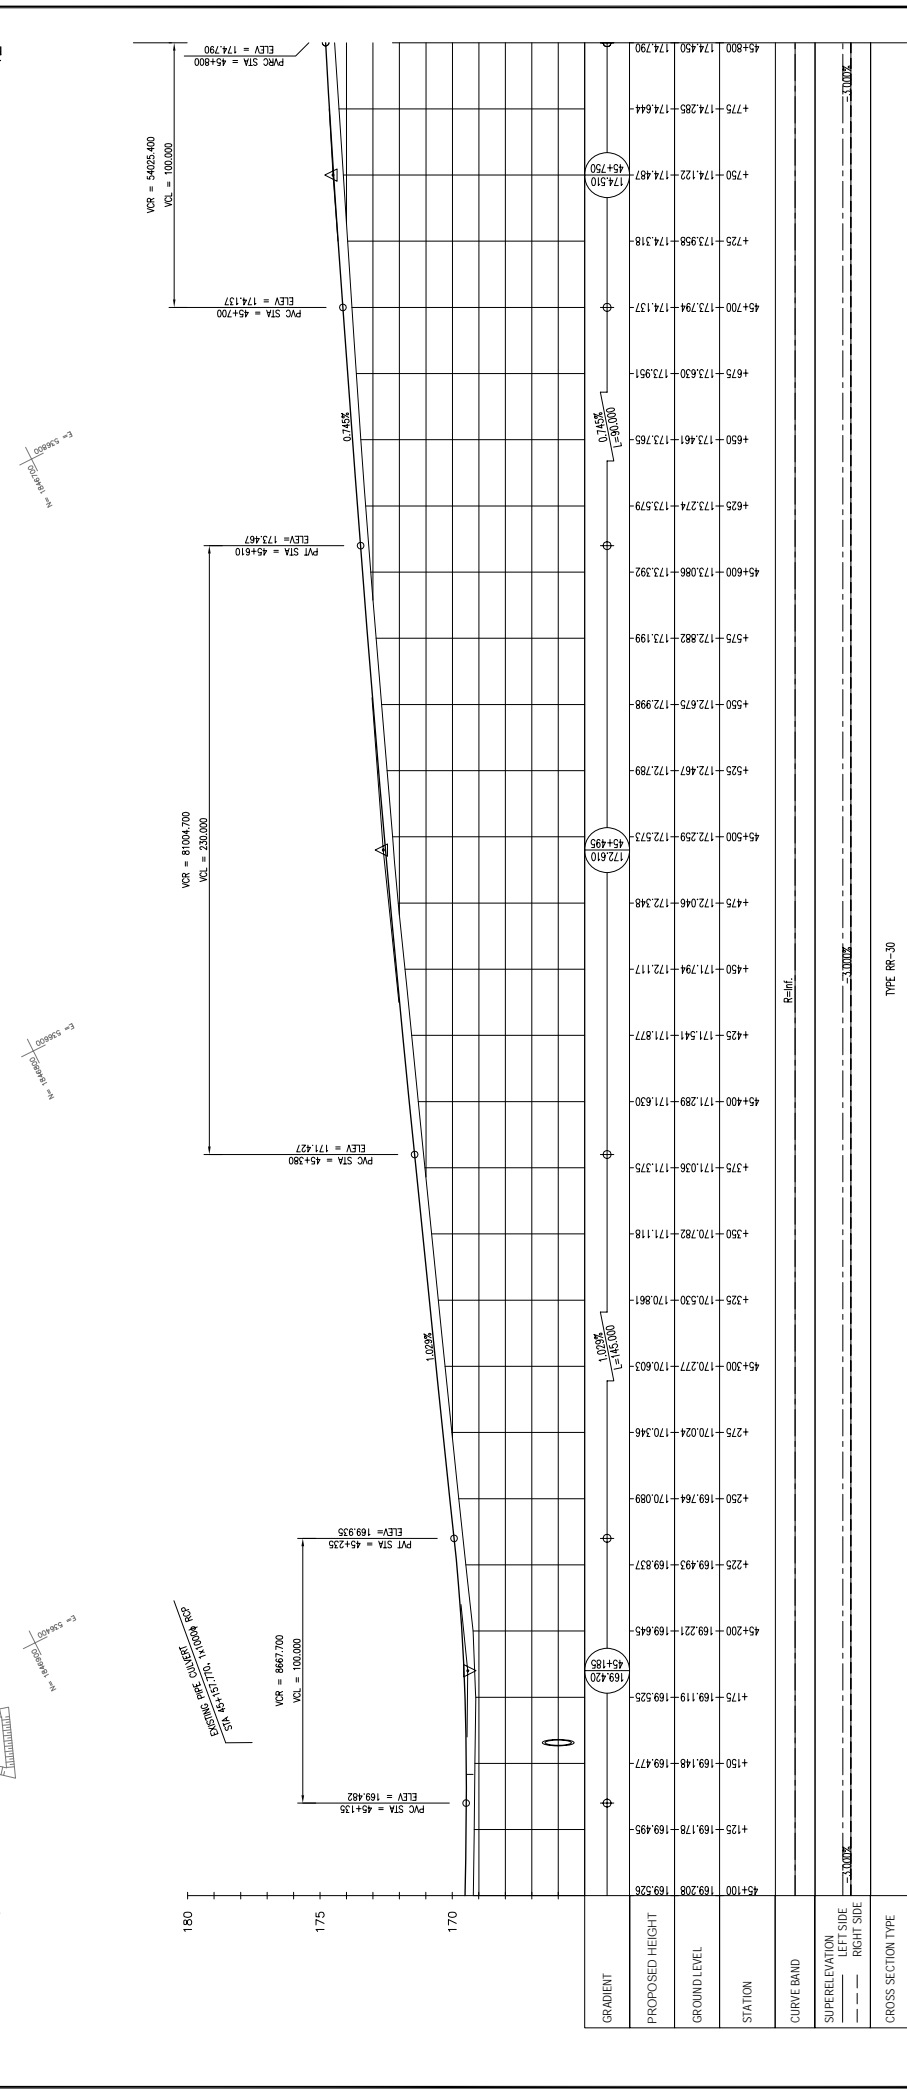 PVRC STA = 45+800
ELEV = 174.790
VCR = 54025.400
VCL = 100.000
PVC STA = 45+700
ELEV = 174.137
0.745%
PVT STA = 45+610
ELEV= 173.467
VCR = 81004.700
VCL = 230.000
PVC STA = 45+380
ELEV = 171.427
1.029%
PVT STA = 45+235
ELEV= 169.935
EXISTING PIPE CULVERT
STA 45+157.770, 1x1000ϕ RCP
VCR = 8667.700
VCL = 100.000
PVC STA = 45+135
ELEV = 169.482
N= 1846700
E= 536800
N= 1846800
E= 536600
N= 1846900
E= 536400
180
175
170
GRADIENT
45+185
169.420
1.029%
L=145.000
45+495
172.610
0.745%
L=90.000
45+750
174.510
PROPOSED HEIGHT
169.526 169.495 169.477 169.525 169.645 169.837 170.089 170.346 170.603 170.861 171.118 171.375 171.630 171.877 172.117 172.348 172.573 172.789 172.998 173.199 173.392 173.579 173.765 173.951 174.137 174.318 174.487 174.644 174.790
GROUND LEVEL
169.208 169.178 169.148 169.119 169.221 169.493 169.764 170.024 170.277 170.530 170.782 171.036 171.289 171.541 171.794 172.046 172.259 172.467 172.675 172.882 173.086 173.274 173.461 173.630 173.794 173.958 174.122 174.285 174.450
STATION
45+100 +125 +150 +175 45+200 +225 +250 +275 45+300 +325 +350 +375 45+400 +425 +450 +475 45+500 +525 +550 +575 45+600 +625 +650 +675 45+700 +725 +750 +775 45+800
CURVE BAND
R=Inf.
SUPERELEVATION
LEFT SIDE
RIGHT SIDE
-3.000% -3.000% -3.000%
CROSS SECTION TYPE
TYPE RR-30